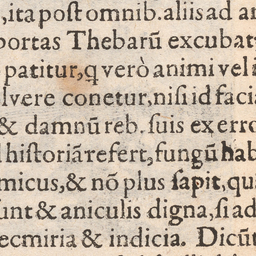 ,ita poſt omnib. aliis ad an
portas Thebarũ excubat
patitur, q verò animi vel i
lvere conetur, niſi id facia
& damnũ reb. ſuis ex erro
hiſtoriã refert, fungũ hab
micus, & nõ plus ſapit, qua
unt & aniculis digna, ſi ad
ecmiria & indicia. Dicũt